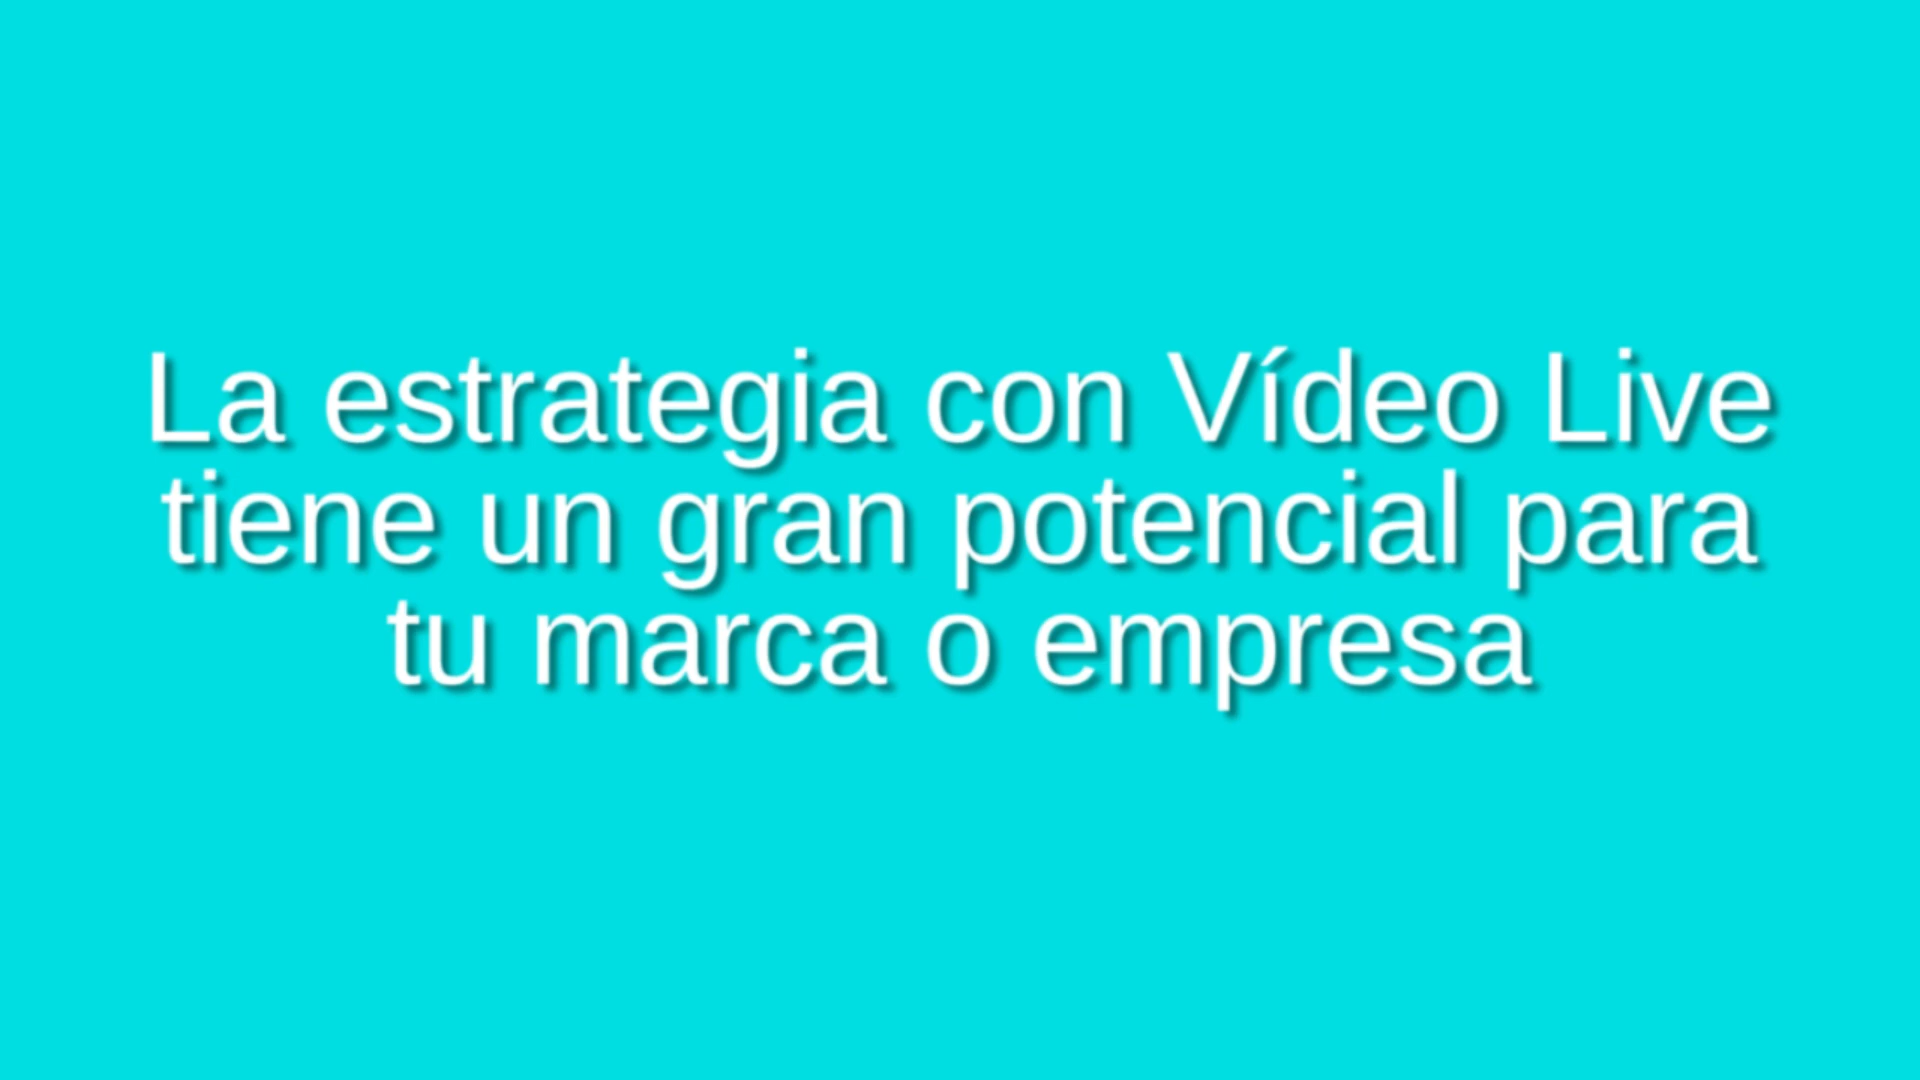 La estrategia con Vídeo Live
tiene un gran potencial para
tu marca o empresa